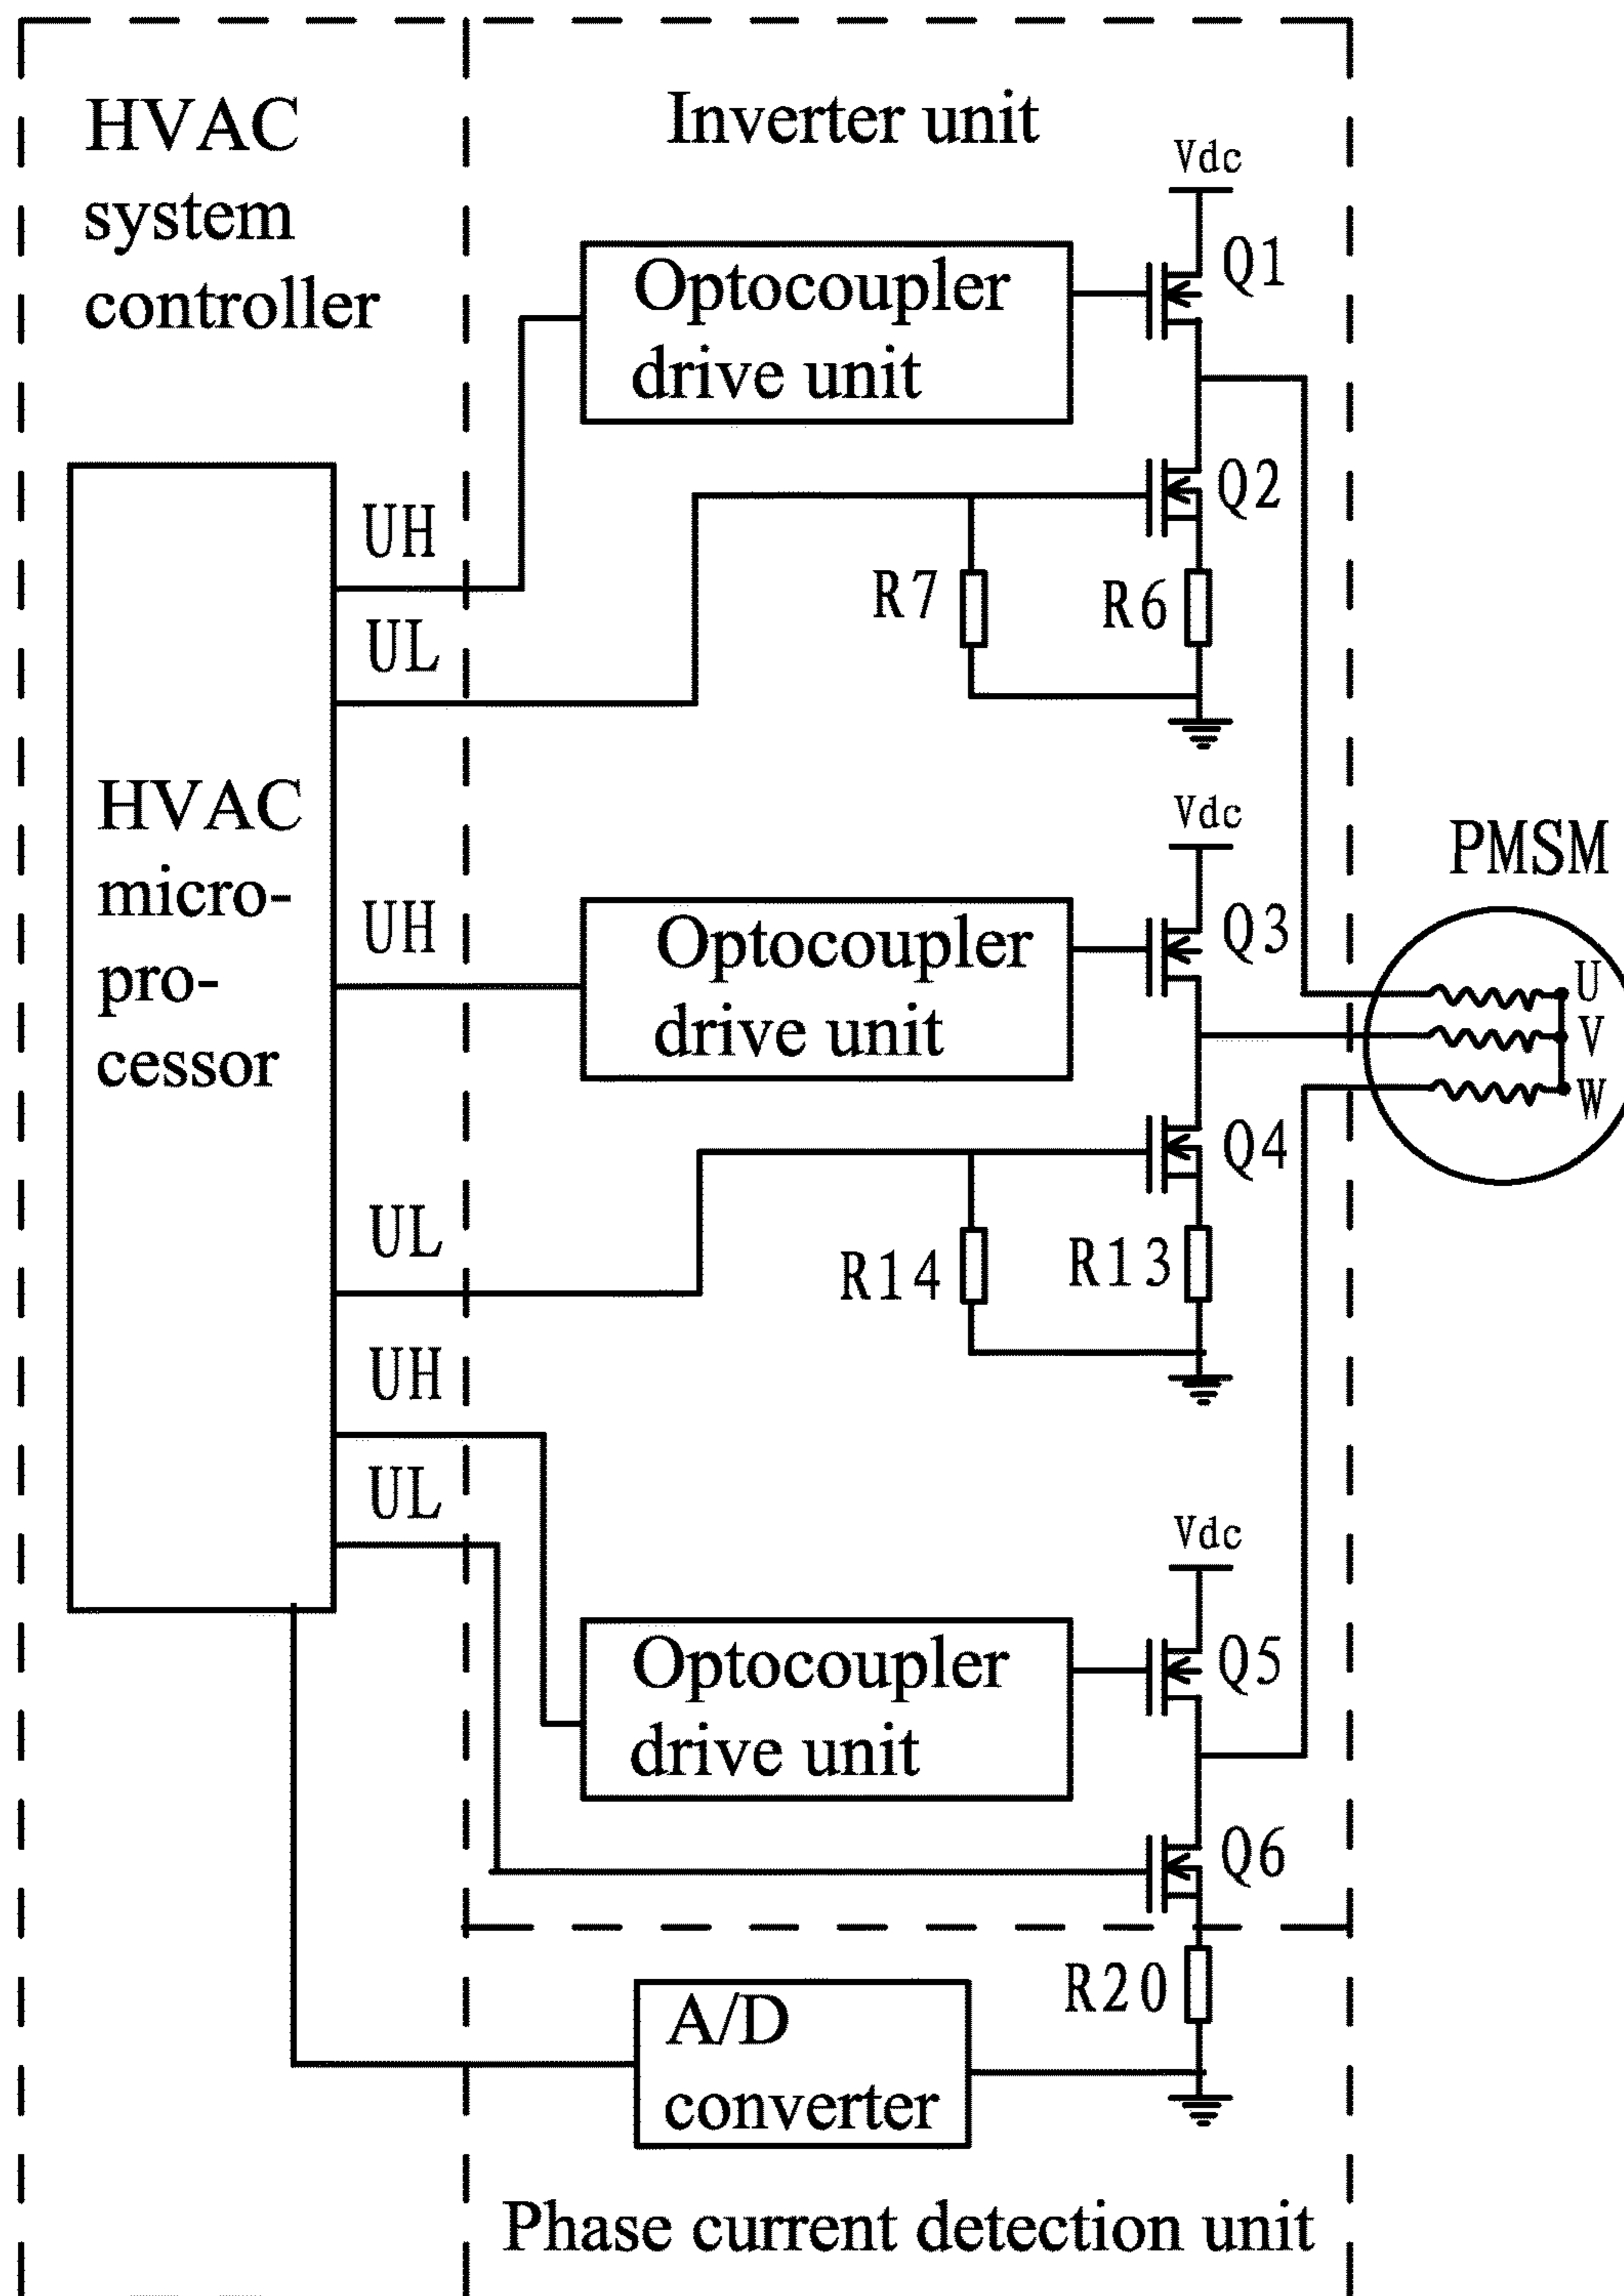 HVAC
system
controller
Inverter unit
Vdc
Q1
Optocoupler
drive unit
Q2
UH
R7
R6
UL
HVAC
micro-
pro-
cessor
Vdc
PMSM
UH
Optocoupler
drive unit
Q3
U
V
W
Q4
UL
R14
R13
UH
UL
Vdc
Optocoupler
drive unit
Q5
Q6
R20
A/D
converter
Phase current detection unit